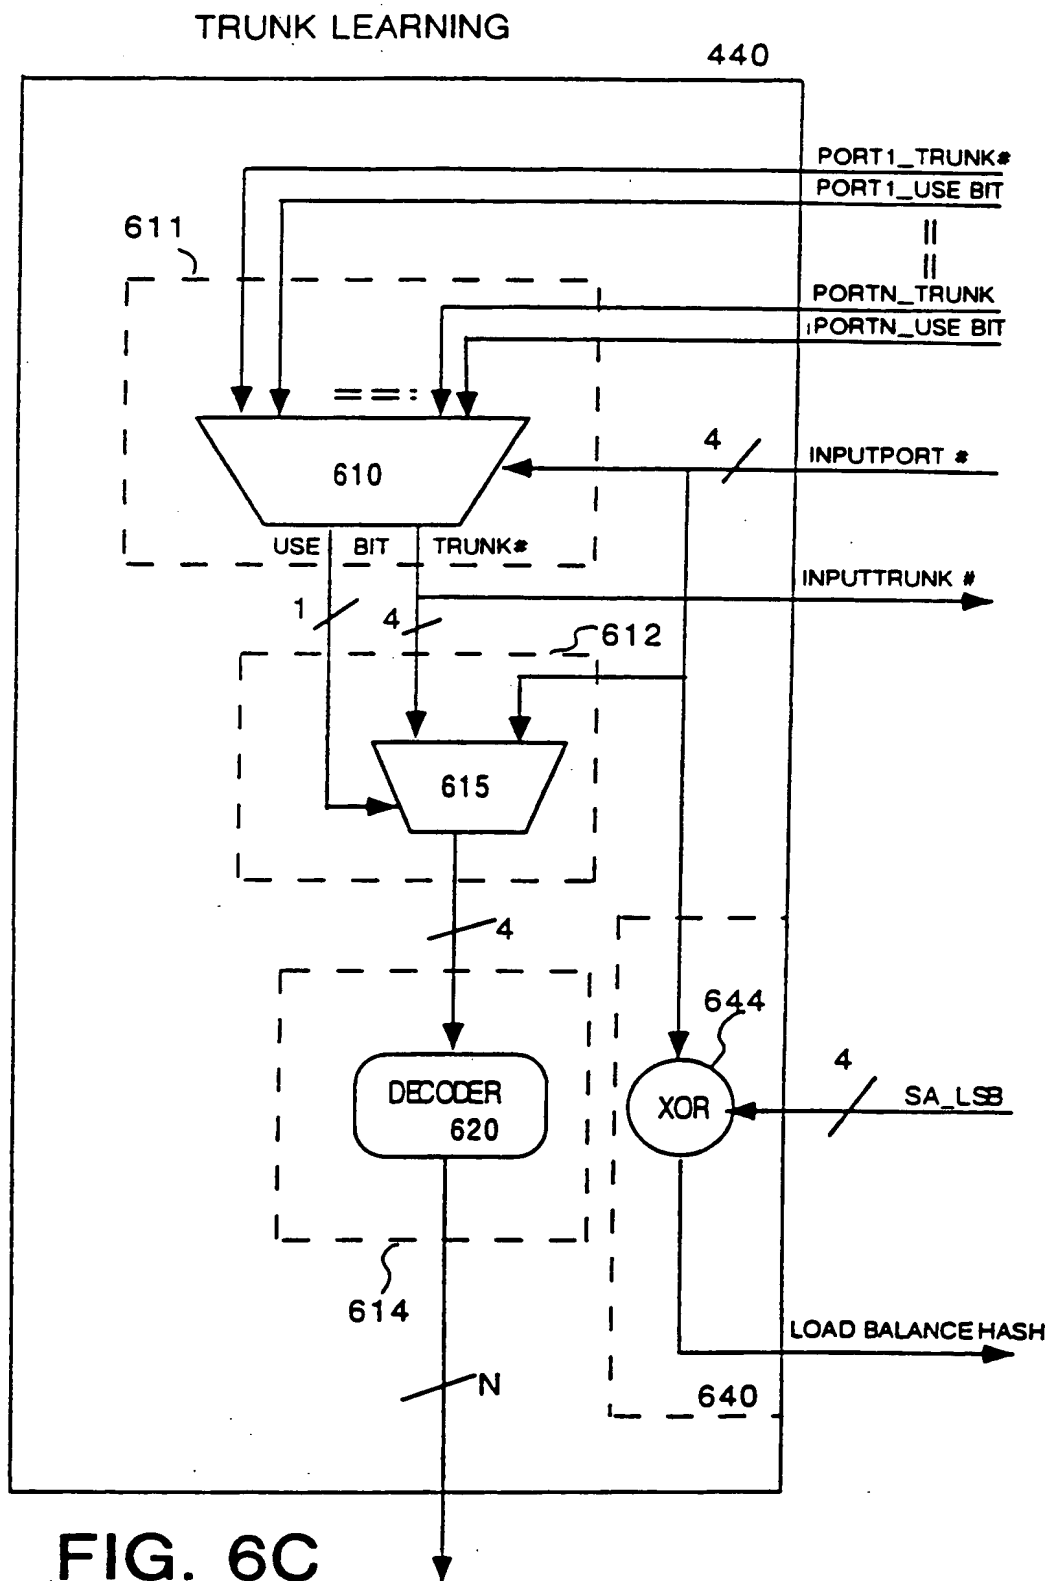 TRUNK LEARNING
440
PORT1_TRUNK#
PORT1_USE BIT
611
PORTN_TRUNK
PORTN_USE BIT
610
4
INPUTPORT #
USE BIT TRUNK#
INPUTTRUNK #
1
4
612
615
4
644
4
DECODER
620
XOR
SA_LSB
614
LOAD BALANCE HASH
N
640
FIG. 6C